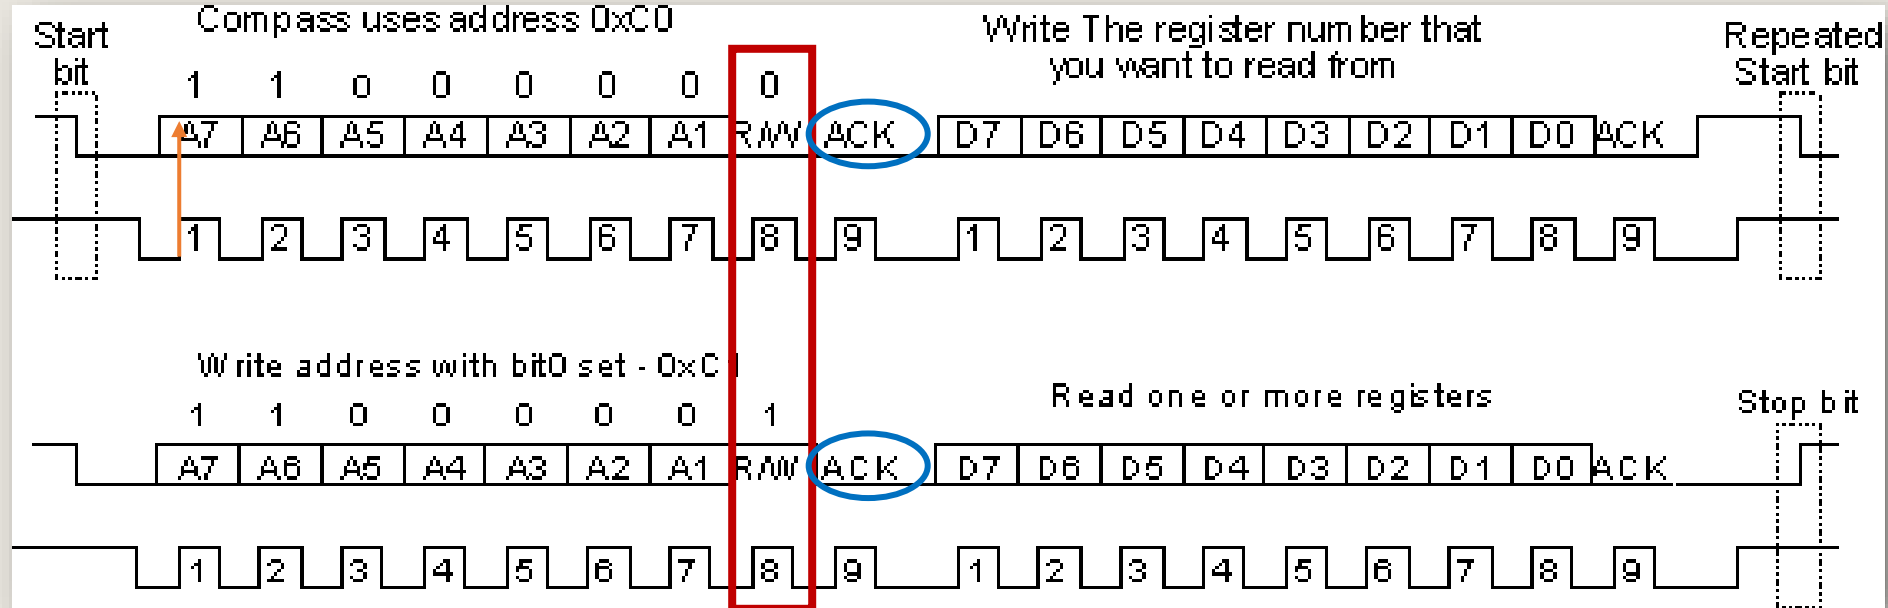 Start
bit
Compass uses address 0xC0
Write The register number that
you want to read from
Repeated
Start bit
1 1 0 0 0 0 0 0
A7 A6 A5 A4 A3 A2 A1 R/W ACK D7 D6 D5 D4 D3 D2 D1 D0 ACK
1 2 3 4 5 6 7 8 9 1 2 3 4 5 6 7 8 9
Write address with bit0 set - 0xC1
Read one or more registers
Stop bit
1 1 0 0 0 0 0 1
A7 A6 A5 A4 A3 A2 A1 R/W ACK D7 D6 D5 D4 D3 D2 D1 D0 ACK
1 2 3 4 5 6 7 8 9 1 2 3 4 5 6 7 8 9